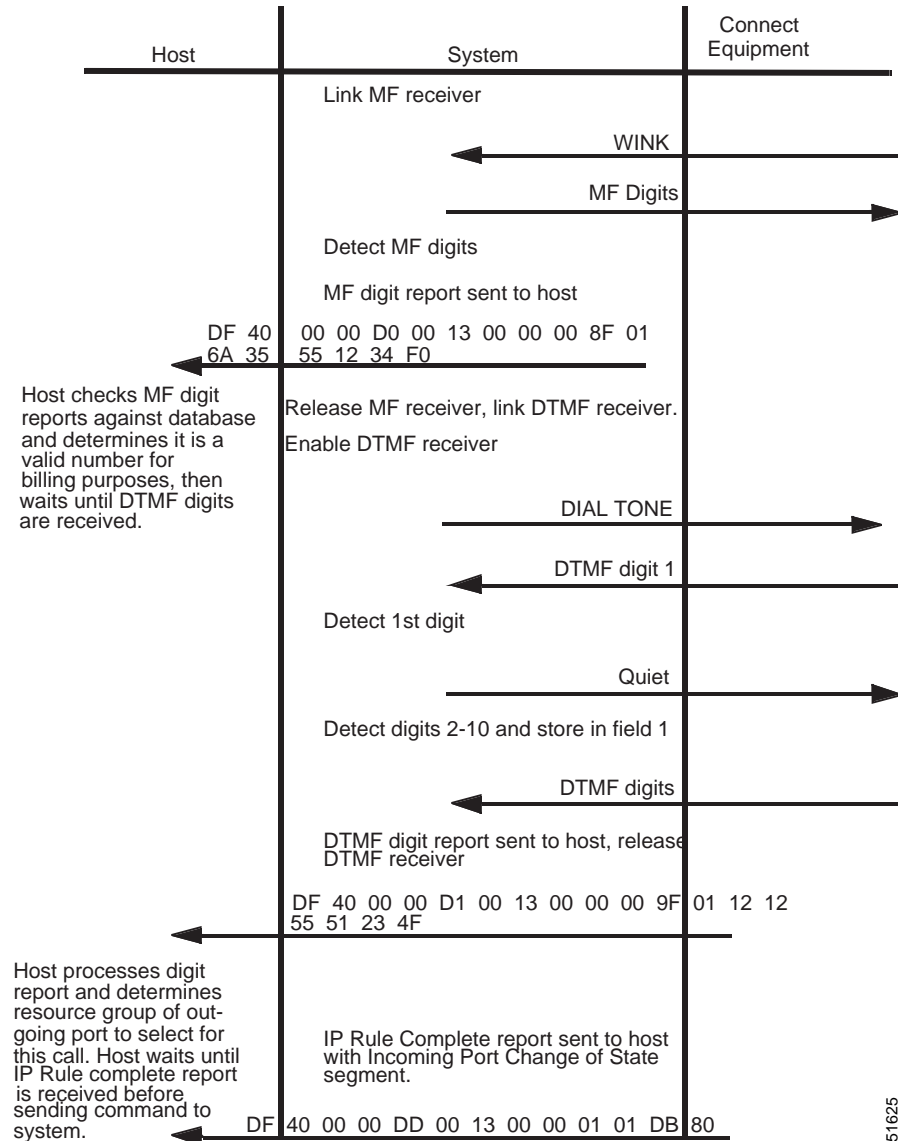 Host
System
Connect
Equipment
Link MF receiver
WINK
MF Digits
Detect MF digits
MF digit report sent to host
DF 40 00 00 D0 00 13 00 00 00 8F 01
6A 35 55 12 34 F0
Host checks MF digit
reports against database
and determines it is a
valid number for
billing purposes, then
waits until DTMF digits
are received.
Release MF receiver, link DTMF receiver.
Enable DTMF receiver
DIAL TONE
DTMF digit 1
Detect 1st digit
Quiet
Detect digits 2-10 and store in field 1
DTMF digits
DTMF digit report sent to host, release
DTMF receiver
DF 40 00 00 D1 00 13 00 00 00 9F 01 12 12
55 51 23 4F
Host processes digit
report and determines
resource group of out-
going port to select for
this call. Host waits until
IP Rule complete report
is received before
sending command to
system.
IP Rule Complete report sent to host
with Incoming Port Change of State
segment.
DF 40 00 00 DD 00 13 00 00 01 01 DB 80
51625